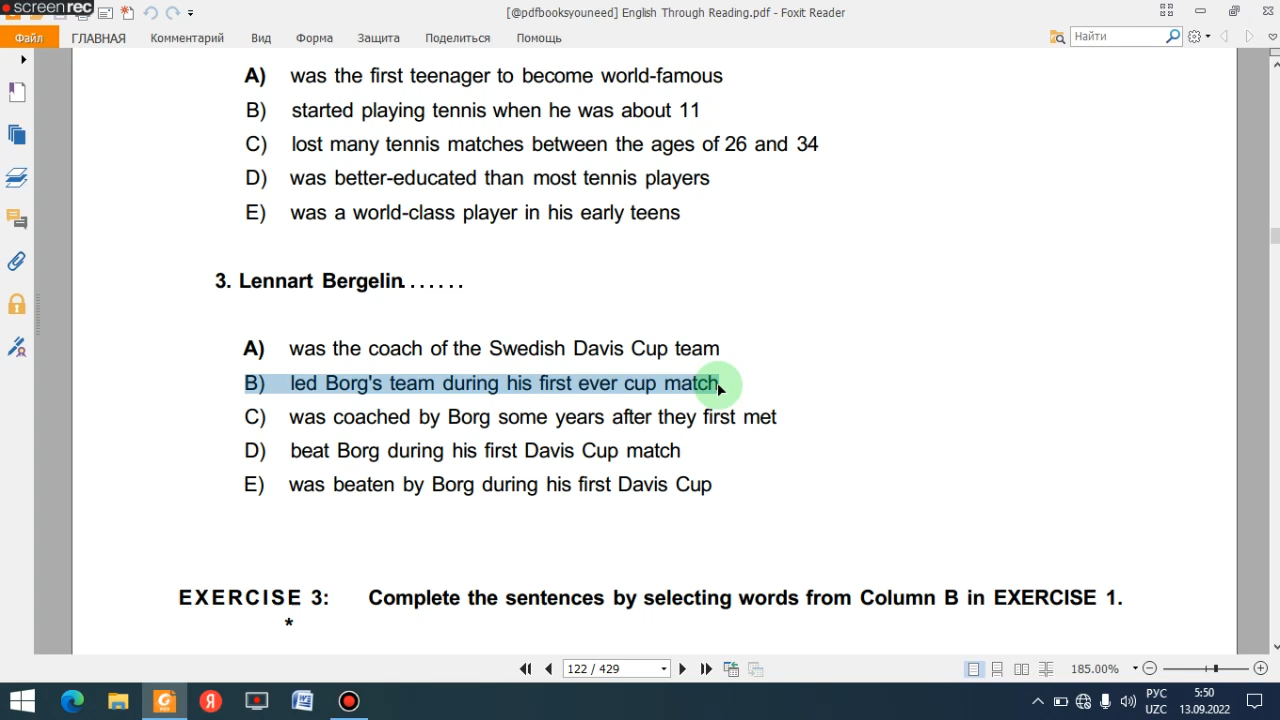 screenrec
[@pdfbooksyouneed] English Through Reading.pdf - Foxit Reader
Файл ГЛАВНАЯ Комментарий Вид Форма Защита Поделиться Помощь Найти
A) was the first teenager to become world-famous
B) started playing tennis when he was about 11
C) lost many tennis matches between the ages of 26 and 34
D) was better-educated than most tennis players
E) was a world-class player in his early teens
3. Lennart Bergelin.......
A) was the coach of the Swedish Davis Cup team
B) led Borg's team during his first ever cup match
C) was coached by Borg some years after they first met
D) beat Borg during his first Davis Cup match
E) was beaten by Borg during his first Davis Cup
EXERCISE 3: Complete the sentences by selecting words from Column B in EXERCISE 1.
*
122 / 429 185.00%
РУС 5:50
UZC 13.09.2022